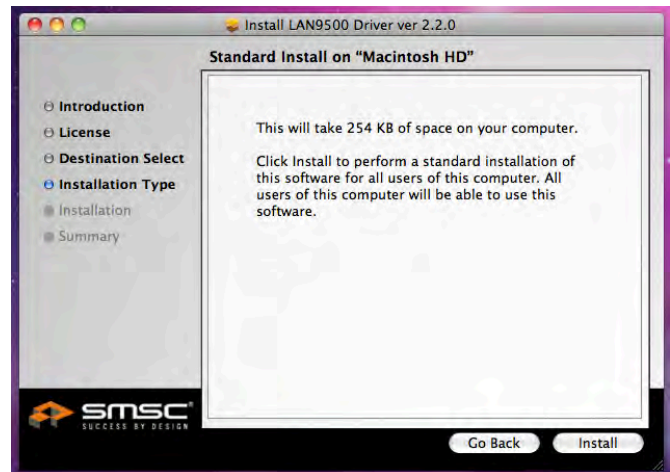 Install LAN9500 Driver ver 2.2.0
Standard Install on “Macintosh HD”
Introduction
License
Destination Select
Installation Type
Installation
Summary
This will take 254 KB of space on your computer.
Click Install to perform a standard installation of
this software for all users of this computer. All
users of this computer will be able to use this
software.
smsc
SUCCESS BY DESIGN
Go Back
Install